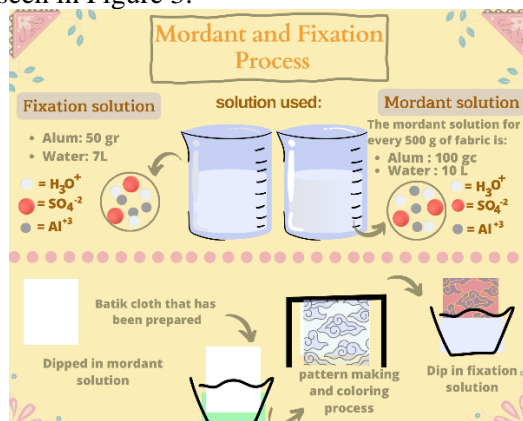 seen in Figure 3.
Mordant and Fixation
Process
Fixation solution
• Alum: 50 gr
• Water: 7L
= H₃O⁺
= SO₄⁻²
= Al⁺³
solution used:
Mordant solution
The mordant solution for
every 500 g of fabric is:
• Alum : 100 gc
• Water : 10 L
= H₃O⁺
= SO₄⁻²
= Al⁺³
Batik cloth that has
been prepared
Dipped in mordant
solution
pattern making
and coloring
process
Dip in fixation
solution